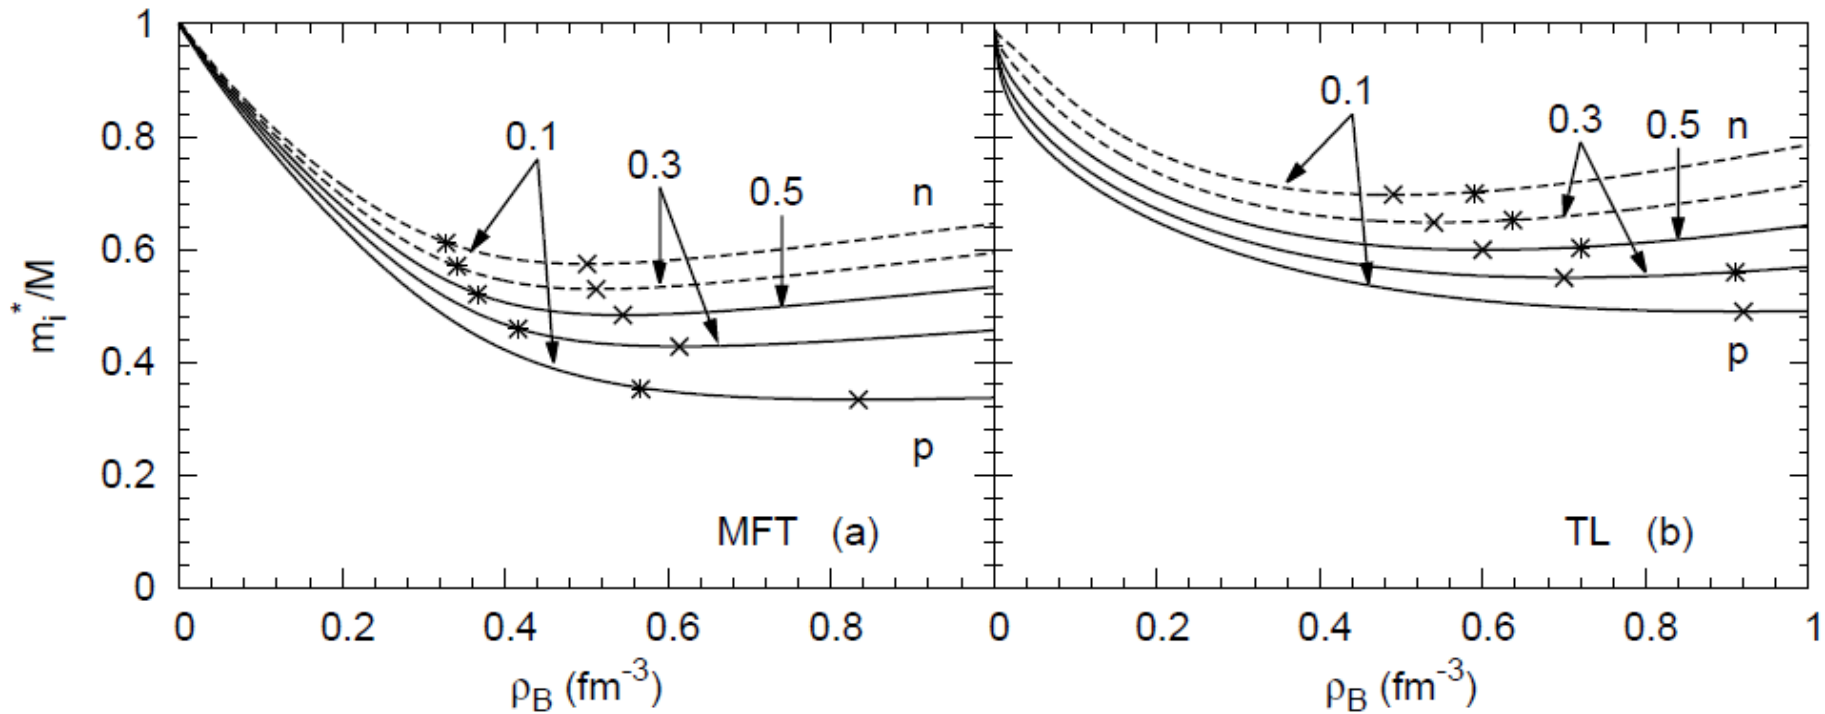 1
0.8
0.6
0.4
0.2
0
m_i^*/M
0.1
0.3
0.5
n
p
MFT (a)
0 0.2 0.4 0.6 0.8
ρ_B (fm^-3)
0.1
0.3
0.5 n
p
TL (b)
0 0.2 0.4 0.6 0.8 1
ρ_B (fm^-3)